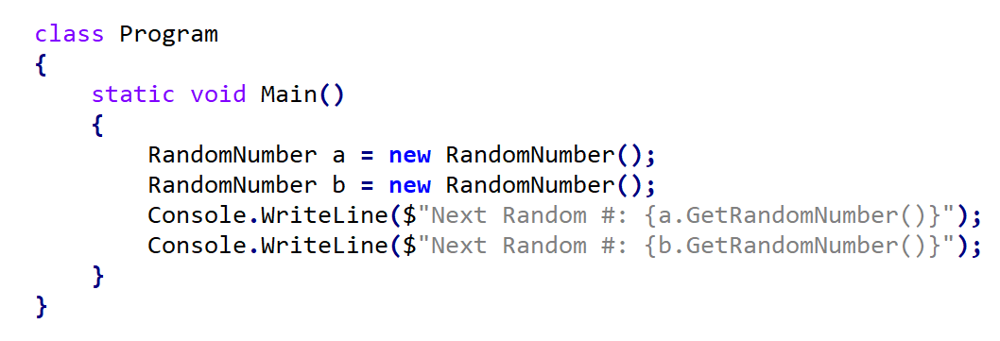 class Program
{
    static void Main()
    {
        RandomNumber a = new RandomNumber();
        RandomNumber b = new RandomNumber();
        Console.WriteLine($"Next Random #: {a.GetRandomNumber()}");
        Console.WriteLine($"Next Random #: {b.GetRandomNumber()}");
    }
}